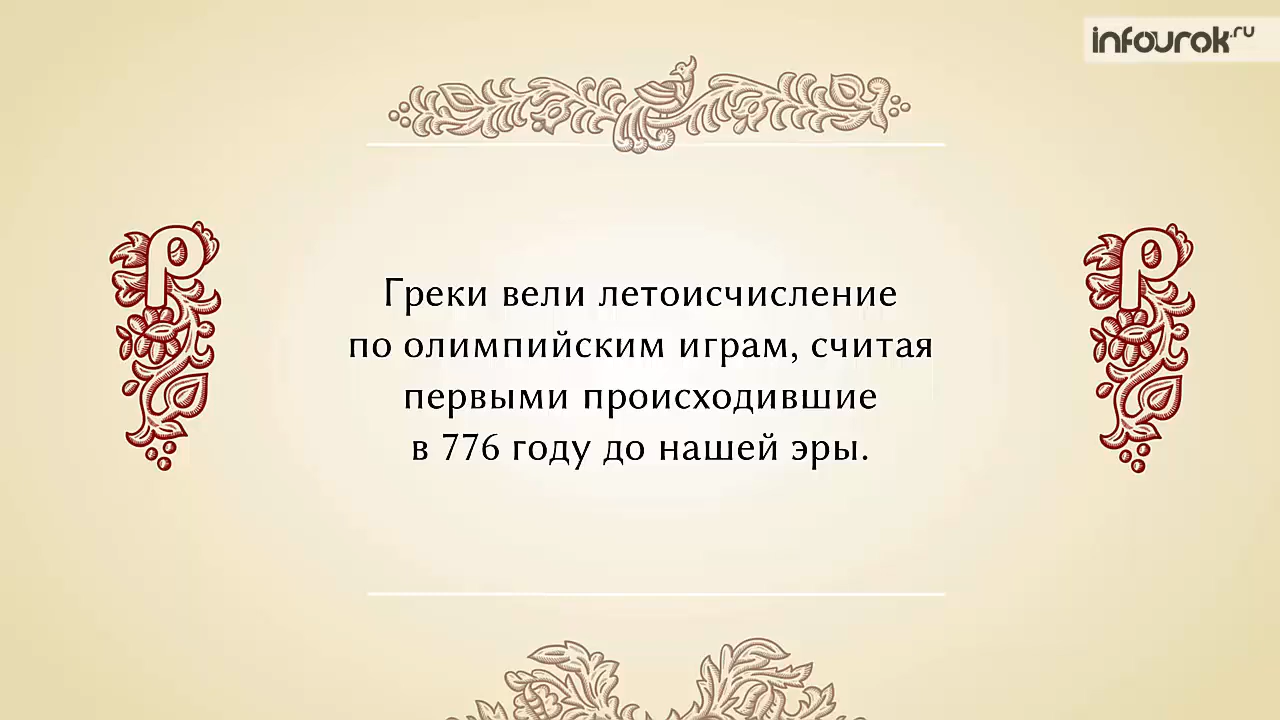 infourok.ru
р
р
Греки вели летоисчисление
по олимпийским играм, считая
первыми происходившие
в 776 году до нашей эры.